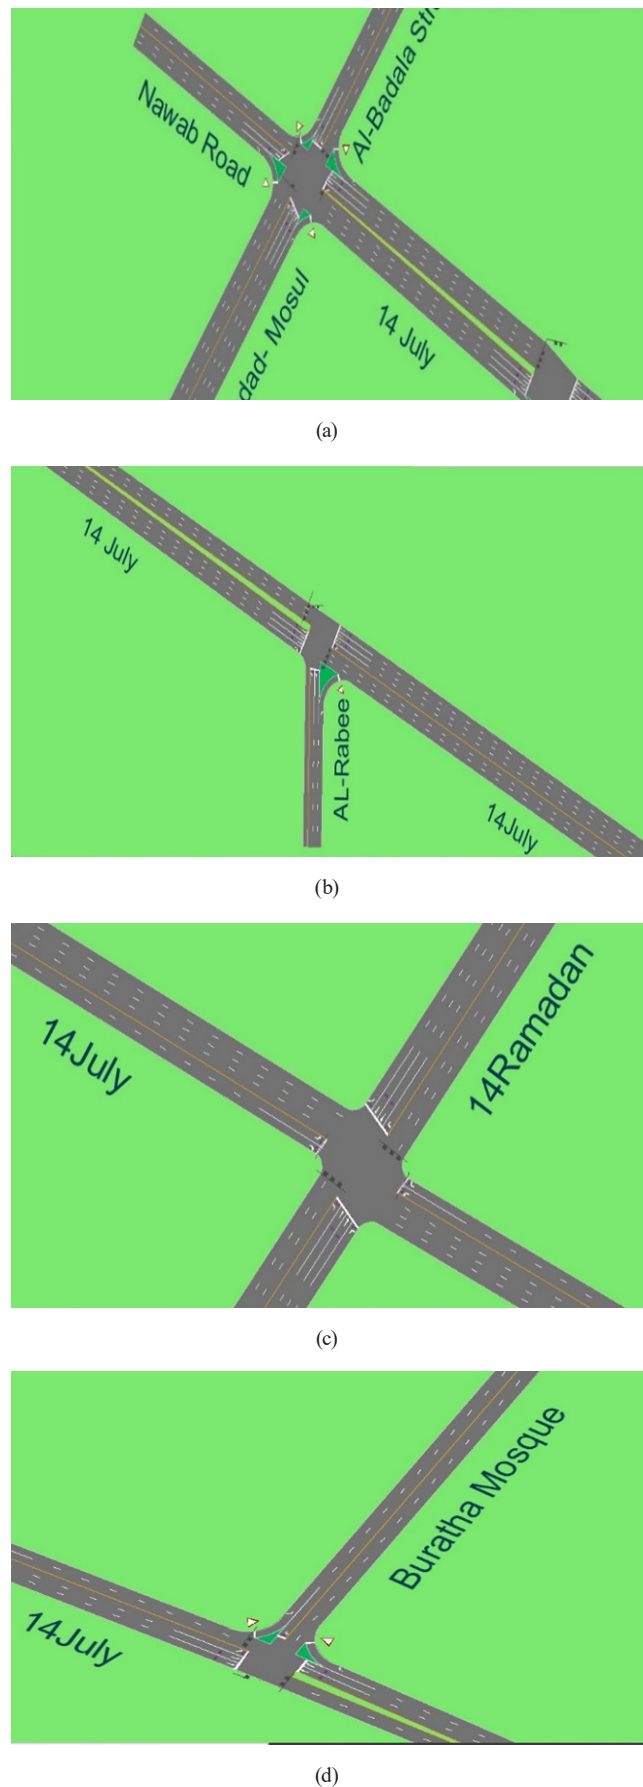 Nawab Road
Al-Badala Str
dad- Mosul
14 July
(a)
14 July
AL-Rabee
14July
(b)
14July
14Ramadan
(c)
Buratha Mosque
14July
(d)